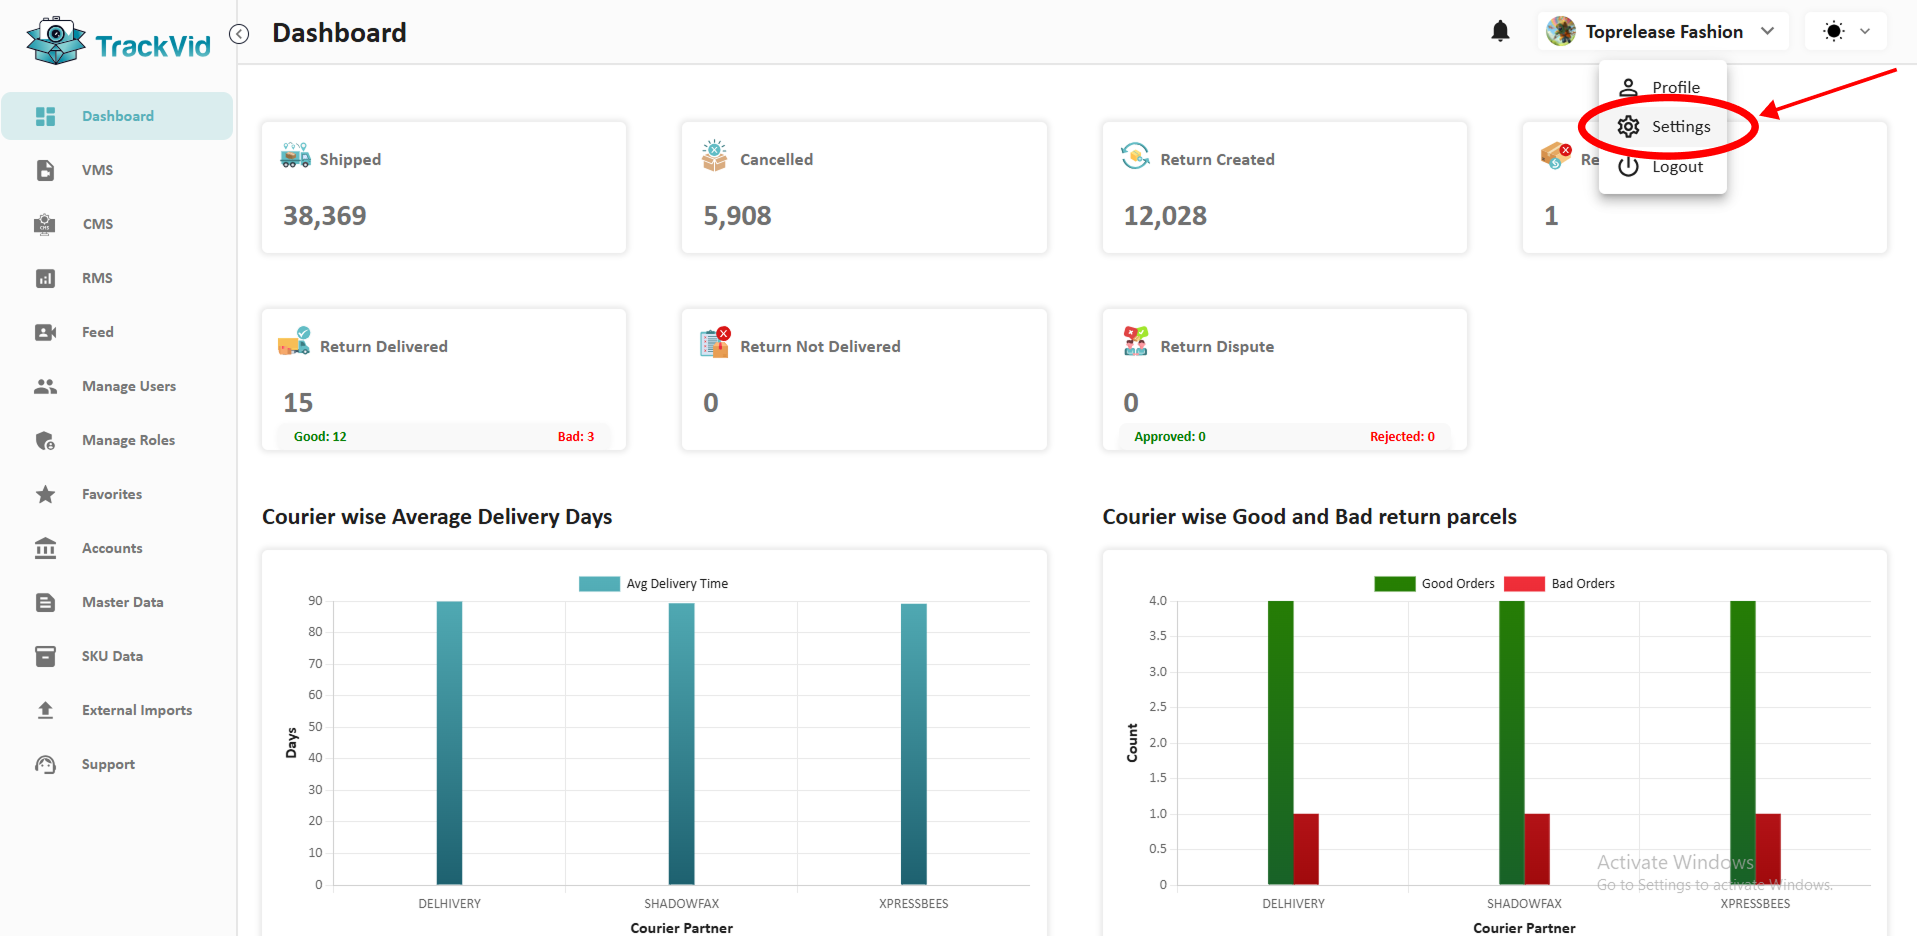 TrackVid
Dashboard
Toprelease Fashion
Profile
Settings
Logout
Dashboard
VMS
CMS
RMS
Feed
Manage Users
Manage Roles
Favorites
Accounts
Master Data
SKU Data
External Imports
Support
Shipped
38,369
Cancelled
5,908
Return Created
12,028
Re
1
Return Delivered
15
Good: 12 Bad: 3
Return Not Delivered
0
Return Dispute
0
Approved: 0 Rejected: 0
Courier wise Average Delivery Days
Avg Delivery Time
90
80
70
60
50
40
30
20
10
0
Days
DELHIVERY SHADOWFAX XPRESSBEES
Courier Partner
Courier wise Good and Bad return parcels
Good Orders Bad Orders
4.0
3.5
3.0
2.5
2.0
1.5
1.0
0.5
0
Count
DELHIVERY SHADOWFAX XPRESSBEES
Courier Partner
Activate Windows
Go to Settings to activate Windows.